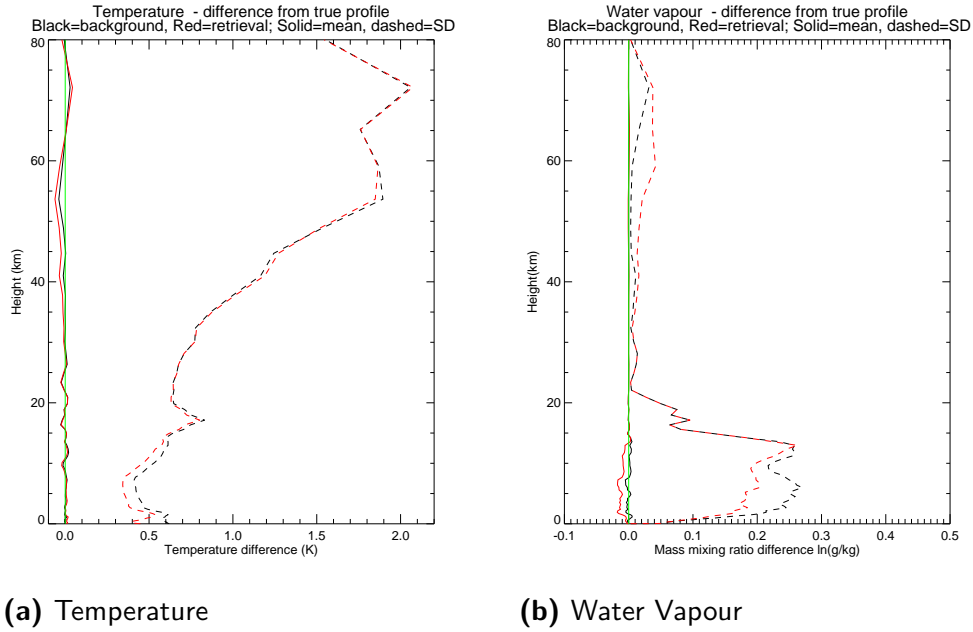 Temperature - difference from true profile
Black=background, Red=retrieval; Solid=mean, dashed=SD
80
60
40
20
0
Height (km)
0.0 0.5 1.0 1.5 2.0
Temperature difference (K)
(a) Temperature
Water vapour - difference from true profile
Black=background, Red=retrieval; Solid=mean, dashed=SD
80
60
40
20
0
Height(km)
-0.1 0.0 0.1 0.2 0.3 0.4 0.5
Mass mixing ratio difference ln(g/kg)
(b) Water Vapour